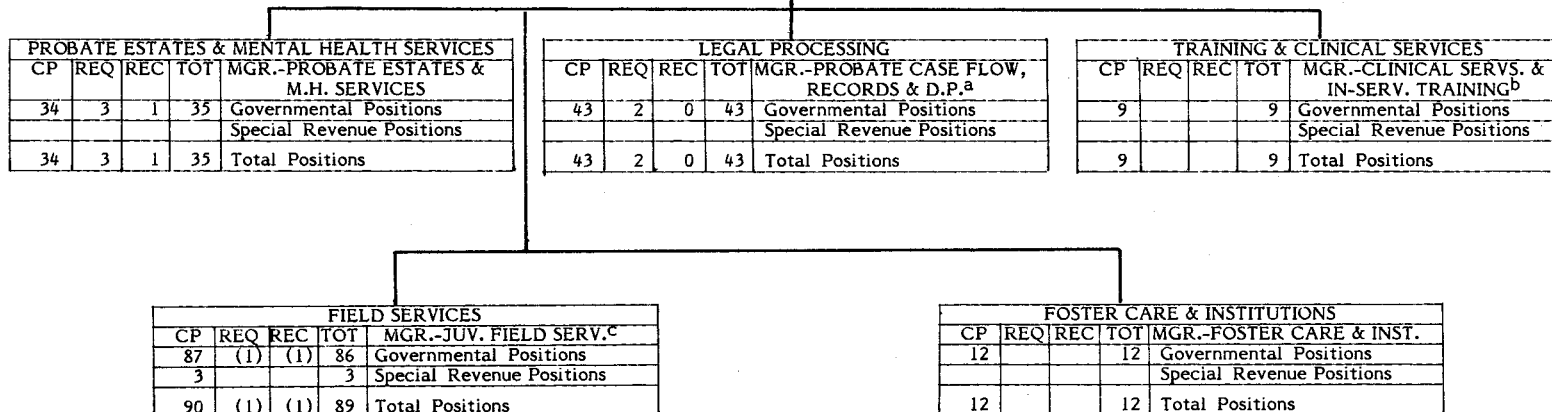 PROBATE ESTATES & MENTAL HEALTH SERVICES
CP REQ REC TOT MGR.-PROBATE ESTATES &
M.H. SERVICES
34 3 1 35 Governmental Positions
Special Revenue Positions
34 3 1 35 Total Positions
LEGAL PROCESSING
CP REQ REC TOT MGR.-PROBATE CASE FLOW,
RECORDS & D.P.a
43 2 0 43 Governmental Positions
Special Revenue Positions
43 2 0 43 Total Positions
TRAINING & CLINICAL SERVICES
CP REQ REC TOT MGR.-CLINICAL SERVS. &
IN-SERV. TRAININGb
9 9 Governmental Positions
Special Revenue Positions
9 9 Total Positions
FIELD SERVICES
CP REQ REC TOT MGR.-JUV. FIELD SERV.c
87 (1) (1) 86 Governmental Positions
3 3 Special Revenue Positions
90 (1) (1) 89 Total Positions
FOSTER CARE & INSTITUTIONS
CP REQ REC TOT MGR.-FOSTER CARE & INST.
12 12 Governmental Positions
Special Revenue Positions
12 12 Total Positions